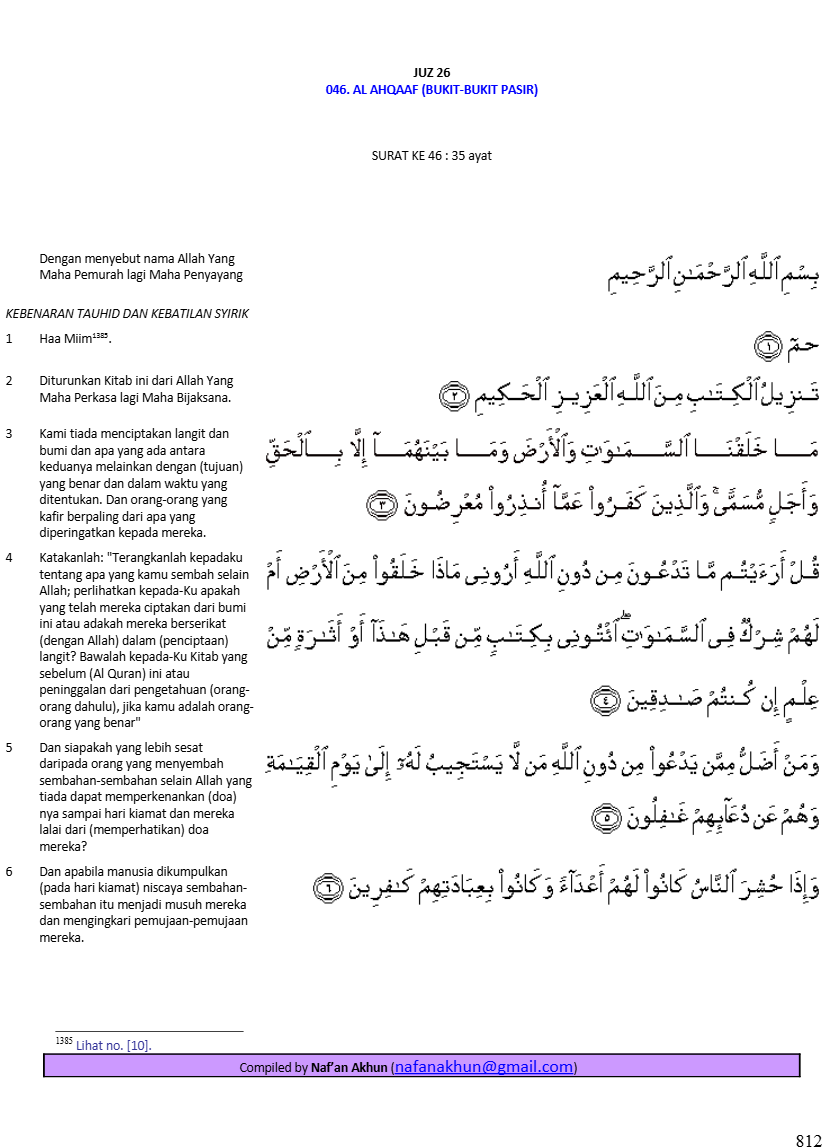 JUZ 26
046. AL AHQAAF (BUKIT-BUKIT PASIR)
SURAT KE 46 : 35 ayat
Dengan menyebut nama Allah Yang
Maha Pemurah lagi Maha Penyayang
بِسْمِ ٱللَّهِ ٱلرَّحْمَـٰنِ ٱلرَّحِيمِ
KEBENARAN TAUHID DAN KEBATILAN SYIRIK
1 Haa Miim¹³⁸⁵.
حمٓ ﴿١﴾
2 Diturunkan Kitab ini dari Allah Yang
Maha Perkasa lagi Maha Bijaksana.
تَنزِيلُ ٱلْكِتَـٰبِ مِنَ ٱللَّهِ ٱلْعَزِيزِ ٱلْحَكِيمِ ﴿٢﴾
3 Kami tiada menciptakan langit dan
bumi dan apa yang ada antara
keduanya melainkan dengan (tujuan)
yang benar dan dalam waktu yang
ditentukan. Dan orang-orang yang
kafir berpaling dari apa yang
diperingatkan kepada mereka.
مَا خَلَقْنَا ٱلسَّمَـٰوَٰتِ وَٱلْأَرْضَ وَمَا بَيْنَهُمَآ إِلَّا بِٱلْحَقِّ
وَأَجَلٍ مُّسَمًّى ۚ وَٱلَّذِينَ كَفَرُوا۟ عَمَّآ أُنذِرُوا۟ مُعْرِضُونَ ﴿٣﴾
4 Katakanlah: "Terangkanlah kepadaku
tentang apa yang kamu sembah selain
Allah; perlihatkan kepada-Ku apakah
yang telah mereka ciptakan dari bumi
ini atau adakah mereka berserikat
(dengan Allah) dalam (penciptaan)
langit? Bawalah kepada-Ku Kitab yang
sebelum (Al Quran) ini atau
peninggalan dari pengetahuan (orang-
orang dahulu), jika kamu adalah orang-
orang yang benar"
قُلْ أَرَءَيْتُم مَّا تَدْعُونَ مِن دُونِ ٱللَّهِ أَرُونِى مَاذَا خَلَقُوا۟ مِنَ ٱلْأَرْضِ أَمْ
لَهُمْ شِرْكٌ فِى ٱلسَّمَـٰوَٰتِ ۖ ٱئْتُونِى بِكِتَـٰبٍ مِّن قَبْلِ هَـٰذَآ أَوْ أَثَـٰرَةٍ مِّنْ
عِلْمٍ إِن كُنتُمْ صَـٰدِقِينَ ﴿٤﴾
5 Dan siapakah yang lebih sesat
daripada orang yang menyembah
sembahan-sembahan selain Allah yang
tiada dapat memperkenankan (doa)
nya sampai hari kiamat dan mereka
lalai dari (memperhatikan) doa
mereka?
وَمَنْ أَضَلُّ مِمَّن يَدْعُوا۟ مِن دُونِ ٱللَّهِ مَن لَّا يَسْتَجِيبُ لَهُۥٓ إِلَىٰ يَوْمِ ٱلْقِيَـٰمَةِ
وَهُمْ عَن دُعَآئِهِمْ غَـٰفِلُونَ ﴿٥﴾
6 Dan apabila manusia dikumpulkan
(pada hari kiamat) niscaya sembahan-
sembahan itu menjadi musuh mereka
dan mengingkari pemujaan-pemujaan
mereka.
وَإِذَا حُشِرَ ٱلنَّاسُ كَانُوا۟ لَهُمْ أَعْدَآءً وَكَانُوا۟ بِعِبَادَتِهِمْ كَـٰفِرِينَ ﴿٦﴾
¹³⁸⁵ Lihat no. [10].
Compiled by Naf'an Akhun (nafanakhun@gmail.com)
812